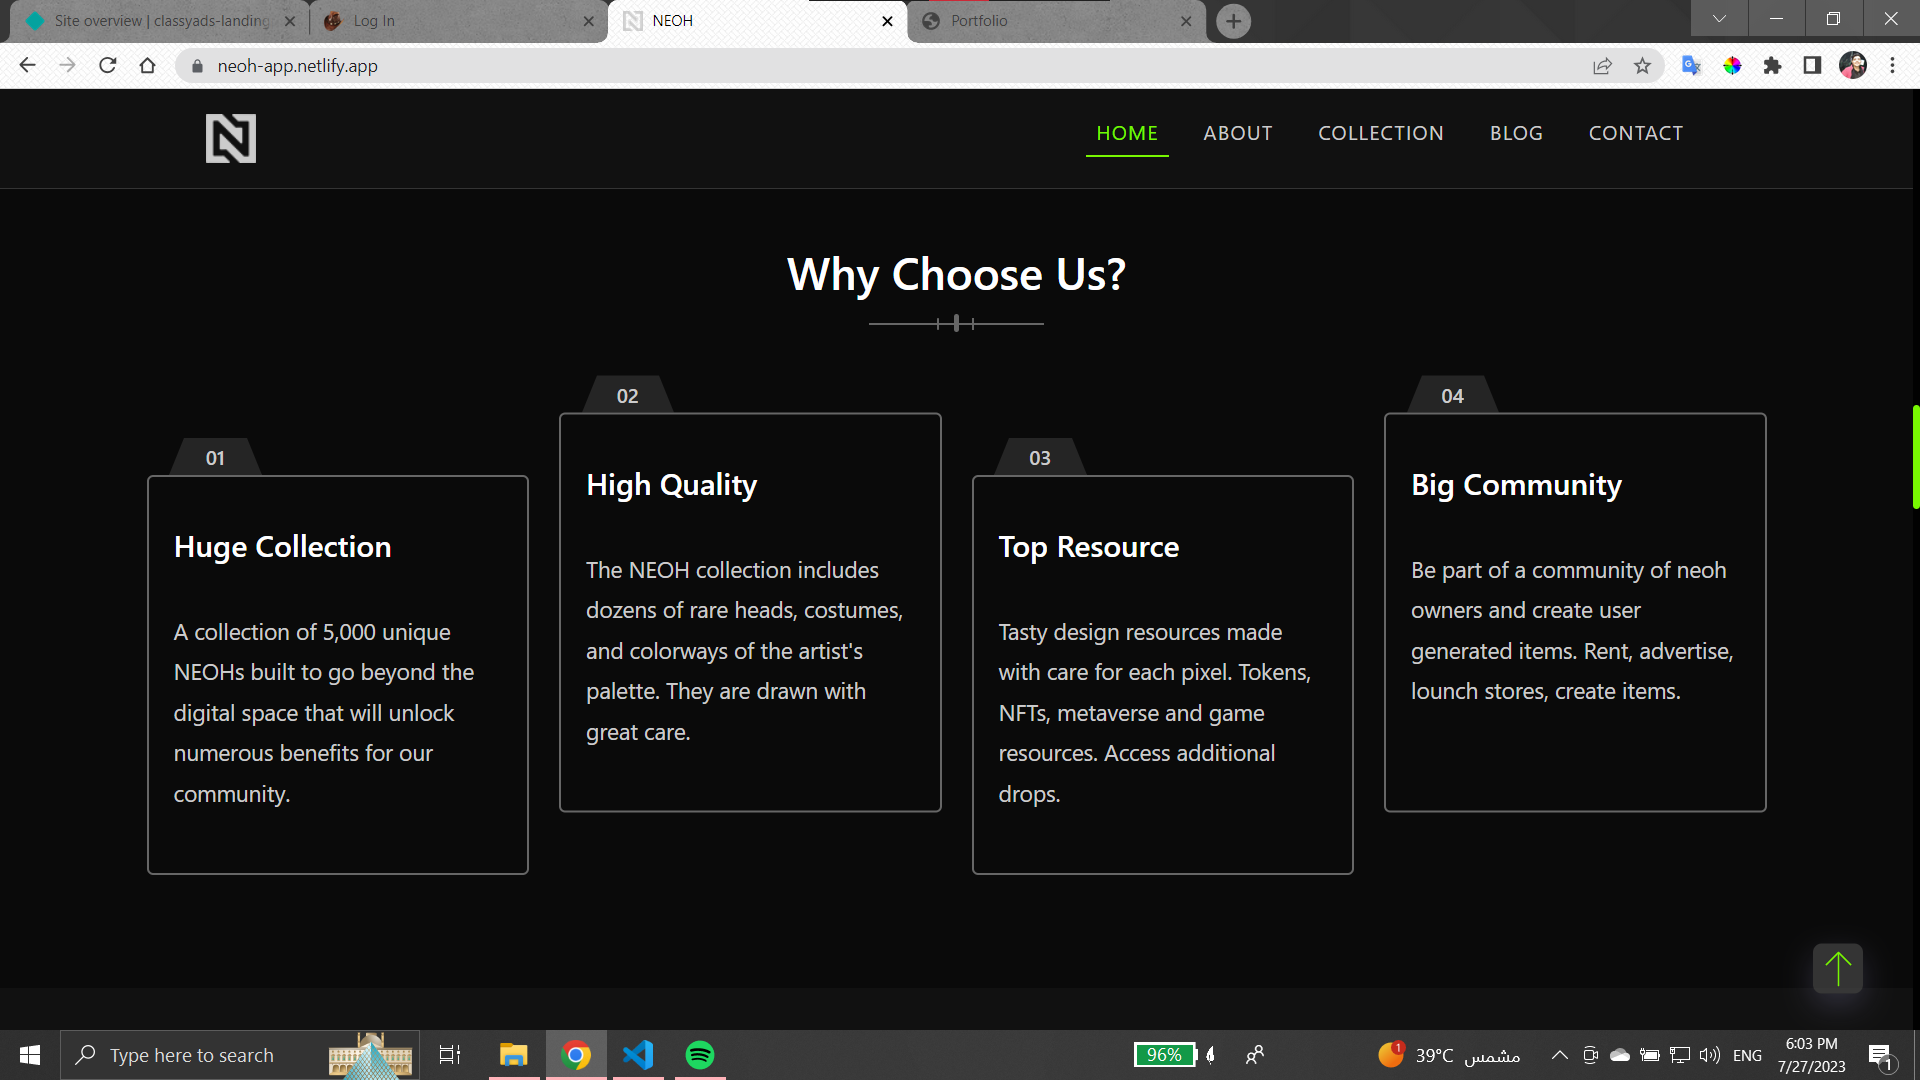 Site overview | classyads-landing
Log In
NEOH
Portfolio
neoh-app.netlify.app
HOME
ABOUT
COLLECTION
BLOG
CONTACT
Why Choose Us?
01
Huge Collection
A collection of 5,000 unique
NEOHs built to go beyond the
digital space that will unlock
numerous benefits for our
community.
02
High Quality
The NEOH collection includes
dozens of rare heads, costumes,
and colorways of the artist's
palette. They are drawn with
great care.
03
Top Resource
Tasty design resources made
with care for each pixel. Tokens,
NFTs, metaverse and game
resources. Access additional
drops.
04
Big Community
Be part of a community of neoh
owners and create user
generated items. Rent, advertise,
lounch stores, create items.
Type here to search
96%
1
39°C مشمس
ENG
6:03 PM
7/27/2023
1